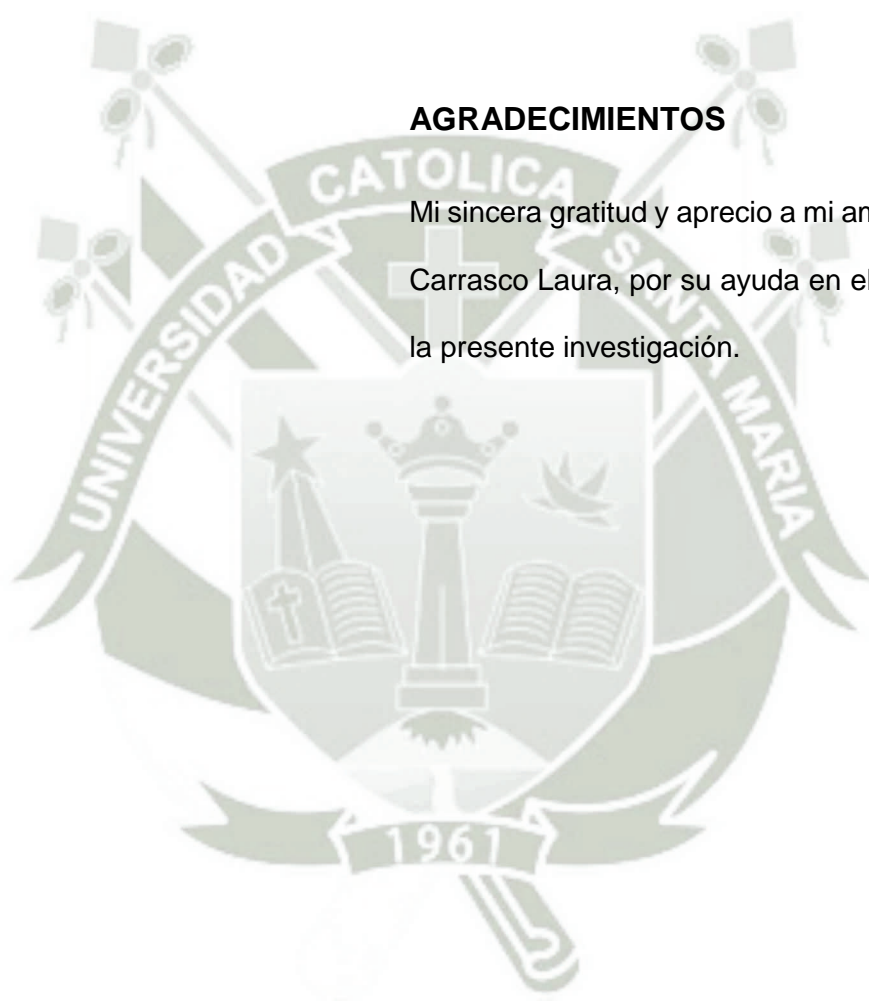 AGRADECIMIENTOS
Mi sincera gratitud y aprecio a mi
Carrasco Laura, por su ayuda en
la presente investigación.
UNIVERSIDAD CATOLICA SANTA MARIA
1961